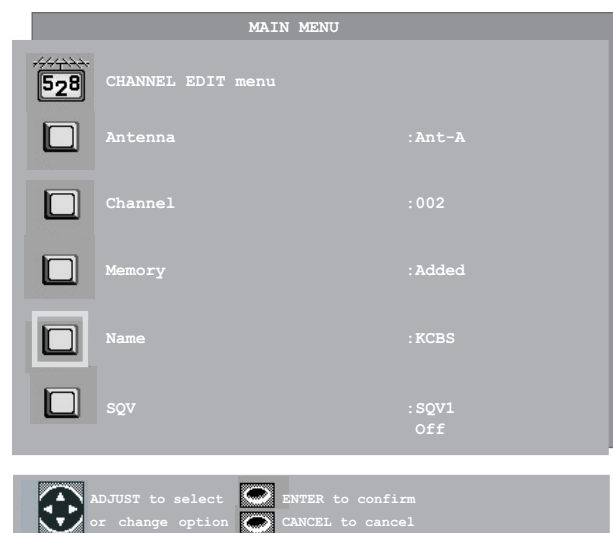 MAIN MENU
528
CHANNEL EDIT menu
Antenna :Ant-A
Channel :002
Memory :Added
Name :KCBS
SQV :SQV1
Off
ADJUST to select ENTER to confirm
or change option CANCEL to cancel